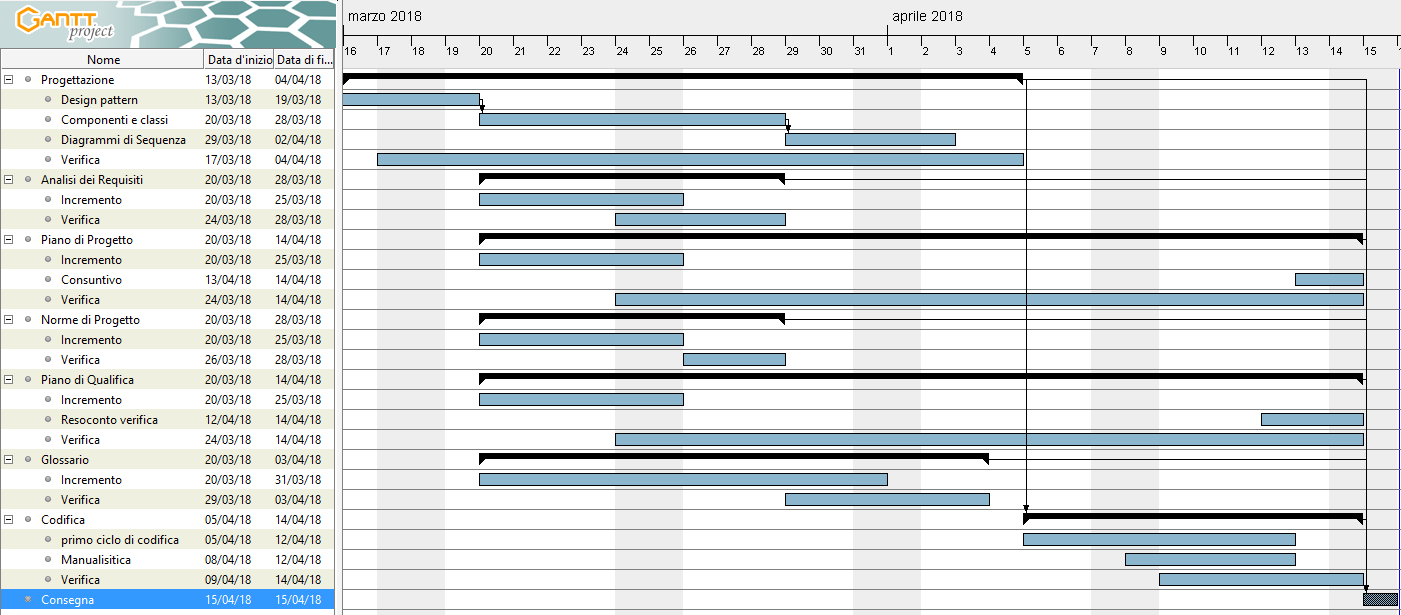 GANTT
project
marzo 2018 aprile 2018
16 17 18 19 20 21 22 23 24 25 26 27 28 29 30 31 1 2 3 4 5 6 7 8 9 10 11 12 13 14 15
Nome Data d'inizio Data di fi...
Progettazione 13/03/18 04/04/18
Design pattern 13/03/18 19/03/18
Componenti e classi 20/03/18 28/03/18
Diagrammi di Sequenza 29/03/18 02/04/18
Verifica 17/03/18 04/04/18
Analisi dei Requisiti 20/03/18 28/03/18
Incremento 20/03/18 25/03/18
Verifica 24/03/18 28/03/18
Piano di Progetto 20/03/18 14/04/18
Incremento 20/03/18 25/03/18
Consuntivo 13/04/18 14/04/18
Verifica 24/03/18 14/04/18
Norme di Progetto 20/03/18 28/03/18
Incremento 20/03/18 25/03/18
Verifica 26/03/18 28/03/18
Piano di Qualifica 20/03/18 14/04/18
Incremento 20/03/18 25/03/18
Resoconto verifica 12/04/18 14/04/18
Verifica 24/03/18 14/04/18
Glossario 20/03/18 03/04/18
Incremento 20/03/18 31/03/18
Verifica 29/03/18 03/04/18
Codifica 05/04/18 14/04/18
primo ciclo di codifica 05/04/18 12/04/18
Manualisitica 08/04/18 12/04/18
Verifica 09/04/18 14/04/18
Consegna 15/04/18 15/04/18